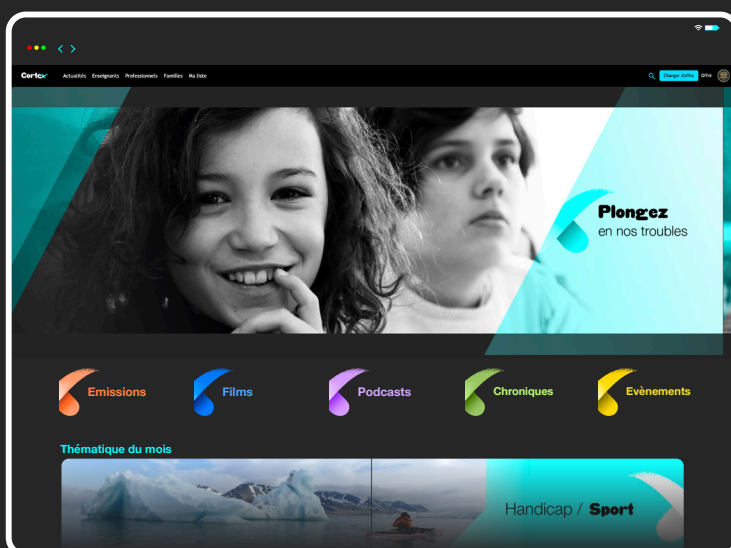 Cortex
Actualités Enseignants Professionnels Familles Ma liste
Changer d'offre Offrir
Plongez
en nos troubles
Emissions
Films
Podcasts
Chroniques
Evènements
Thématique du mois
Handicap / Sport